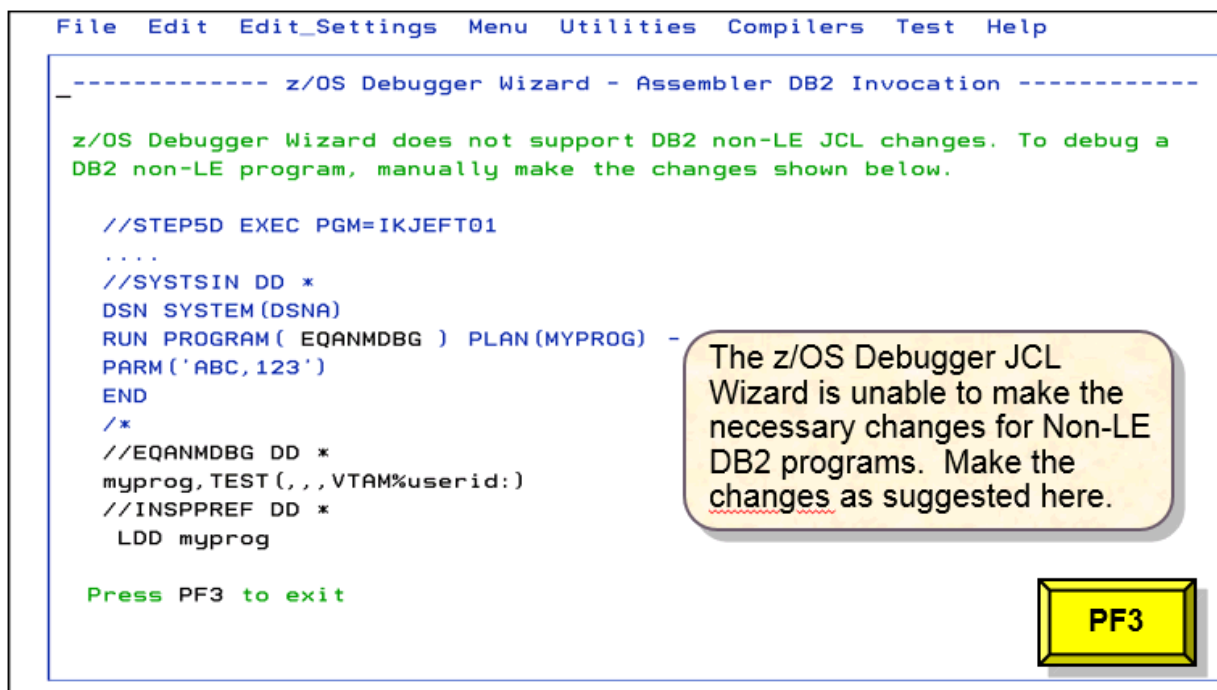 File Edit Edit_Settings Menu Utilities Compilers Test Help
_------------- z/OS Debugger Wizard - Assembler DB2 Invocation ------------
z/OS Debugger Wizard does not support DB2 non-LE JCL changes. To debug a
DB2 non-LE program, manually make the changes shown below.
//STEP5D EXEC PGM=IKJEFT01
....
//SYSTSIN DD *
DSN SYSTEM(DSNA)
RUN PROGRAM( EQANMDBG ) PLAN(MYPROG) -
PARM('ABC,123')
END
/*
//EQANMDBG DD *
myprog,TEST(,,,VTAM%userid:)
//INSPPREF DD *
LDD myprog
The z/OS Debugger JCL
Wizard is unable to make the
necessary changes for Non-LE
DB2 programs. Make the
changes as suggested here.
Press PF3 to exit
PF3